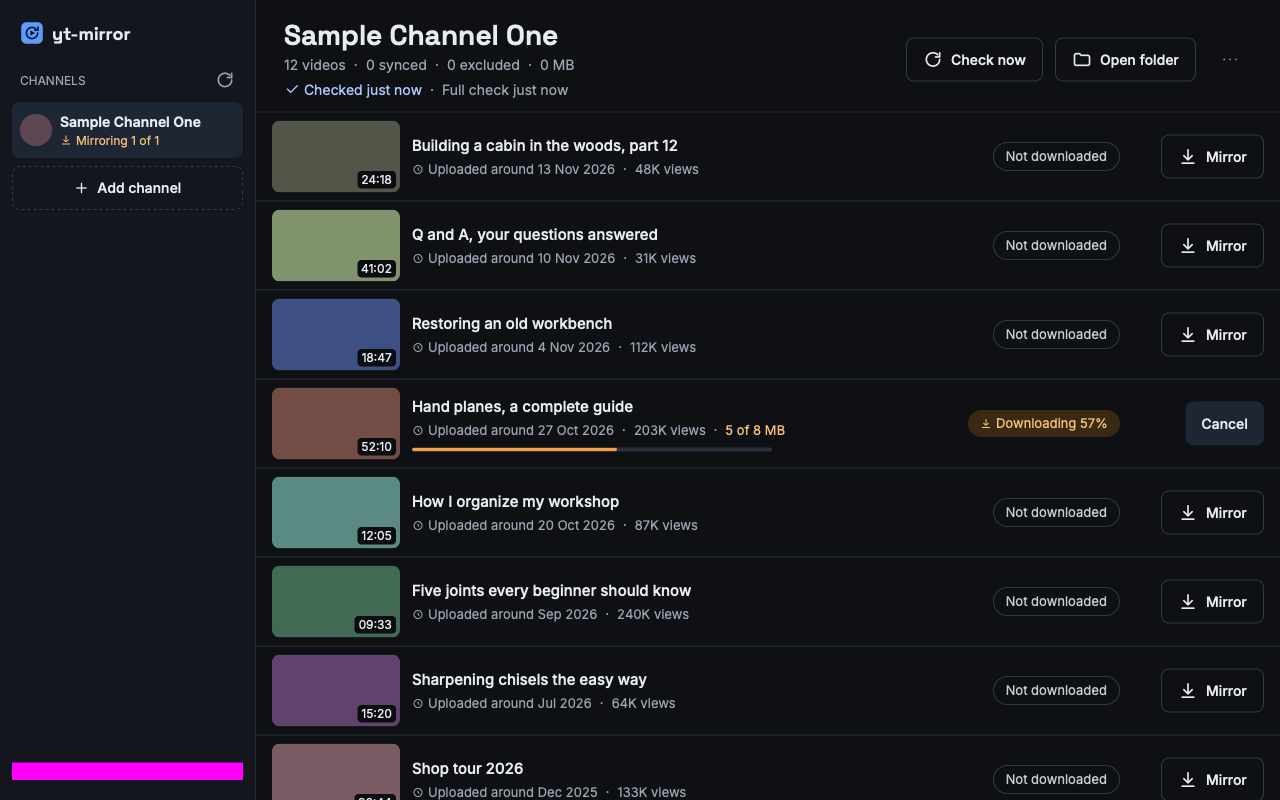 yt-mirror
CHANNELS
Sample Channel One
Mirroring 1 of 1
Add channel
Sample Channel One
12 videos · 0 synced · 0 excluded · 0 MB
Checked just now · Full check just now
Check now
Open folder
...
24:18
Building a cabin in the woods, part 12
Uploaded around 13 Nov 2026 · 48K views
Not downloaded
Mirror
41:02
Q and A, your questions answered
Uploaded around 10 Nov 2026 · 31K views
Not downloaded
Mirror
18:47
Restoring an old workbench
Uploaded around 4 Nov 2026 · 112K views
Not downloaded
Mirror
52:10
Hand planes, a complete guide
Uploaded around 27 Oct 2026 · 203K views · 5 of 8 MB
Downloading 57%
Cancel
12:05
How I organize my workshop
Uploaded around 20 Oct 2026 · 87K views
Not downloaded
Mirror
09:33
Five joints every beginner should know
Uploaded around Sep 2026 · 240K views
Not downloaded
Mirror
15:20
Sharpening chisels the easy way
Uploaded around Jul 2026 · 64K views
Not downloaded
Mirror
Shop tour 2026
Uploaded around Dec 2025 · 133K views
Not downloaded
Mirror